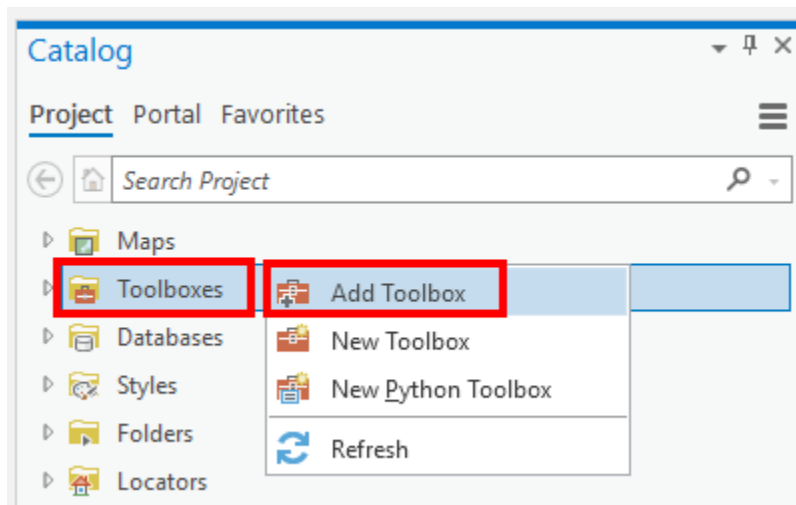 Catalog
Project Portal Favorites
Search Project
Maps
Toolboxes
Add Toolbox
Databases
New Toolbox
Styles
New Python Toolbox
Folders
Refresh
Locators